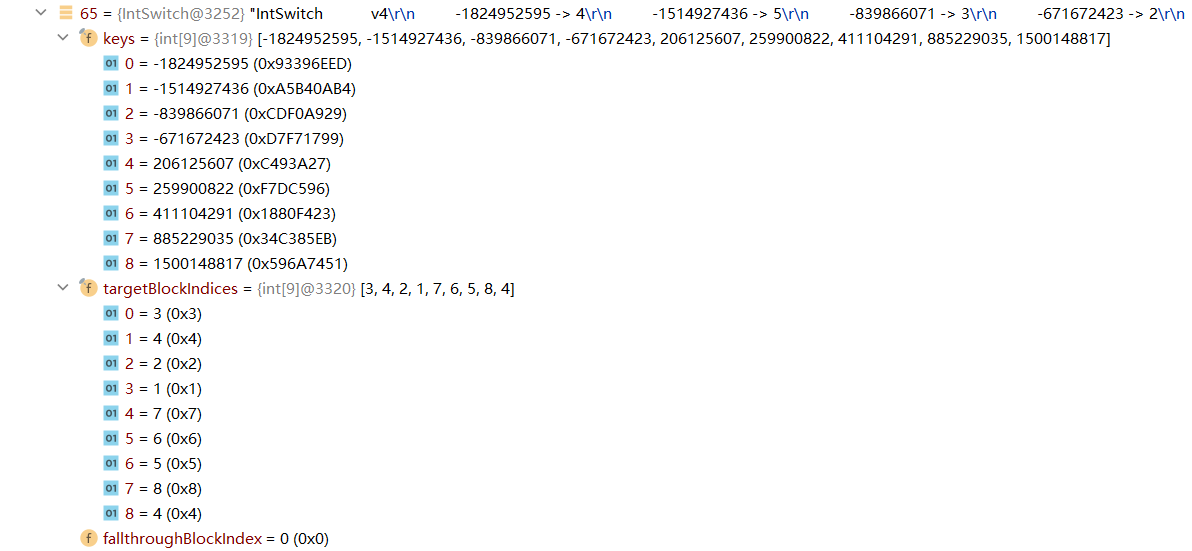 65 = {IntSwitch@3252} "IntSwitch v4\r\n -1824952595 -> 4\r\n -1514927436 -> 5\r\n -839866071 -> 3\r\n -671672423 -> 2\r\n
f keys = {int[9]@3319} [-1824952595, -1514927436, -839866071, -671672423, 206125607, 259900822, 411104291, 885229035, 1500148817]
01 0 = -1824952595 (0x93396EED)
01 1 = -1514927436 (0xA5B40AB4)
01 2 = -839866071 (0xCDF0A929)
01 3 = -671672423 (0xD7F71799)
01 4 = 206125607 (0xC493A27)
01 5 = 259900822 (0xF7DC596)
01 6 = 411104291 (0x1880F423)
01 7 = 885229035 (0x34C385EB)
01 8 = 1500148817 (0x596A7451)
f targetBlockIndices = {int[9]@3320} [3, 4, 2, 1, 7, 6, 5, 8, 4]
01 0 = 3 (0x3)
01 1 = 4 (0x4)
01 2 = 2 (0x2)
01 3 = 1 (0x1)
01 4 = 7 (0x7)
01 5 = 6 (0x6)
01 6 = 5 (0x5)
01 7 = 8 (0x8)
01 8 = 4 (0x4)
f fallthroughBlockIndex = 0 (0x0)